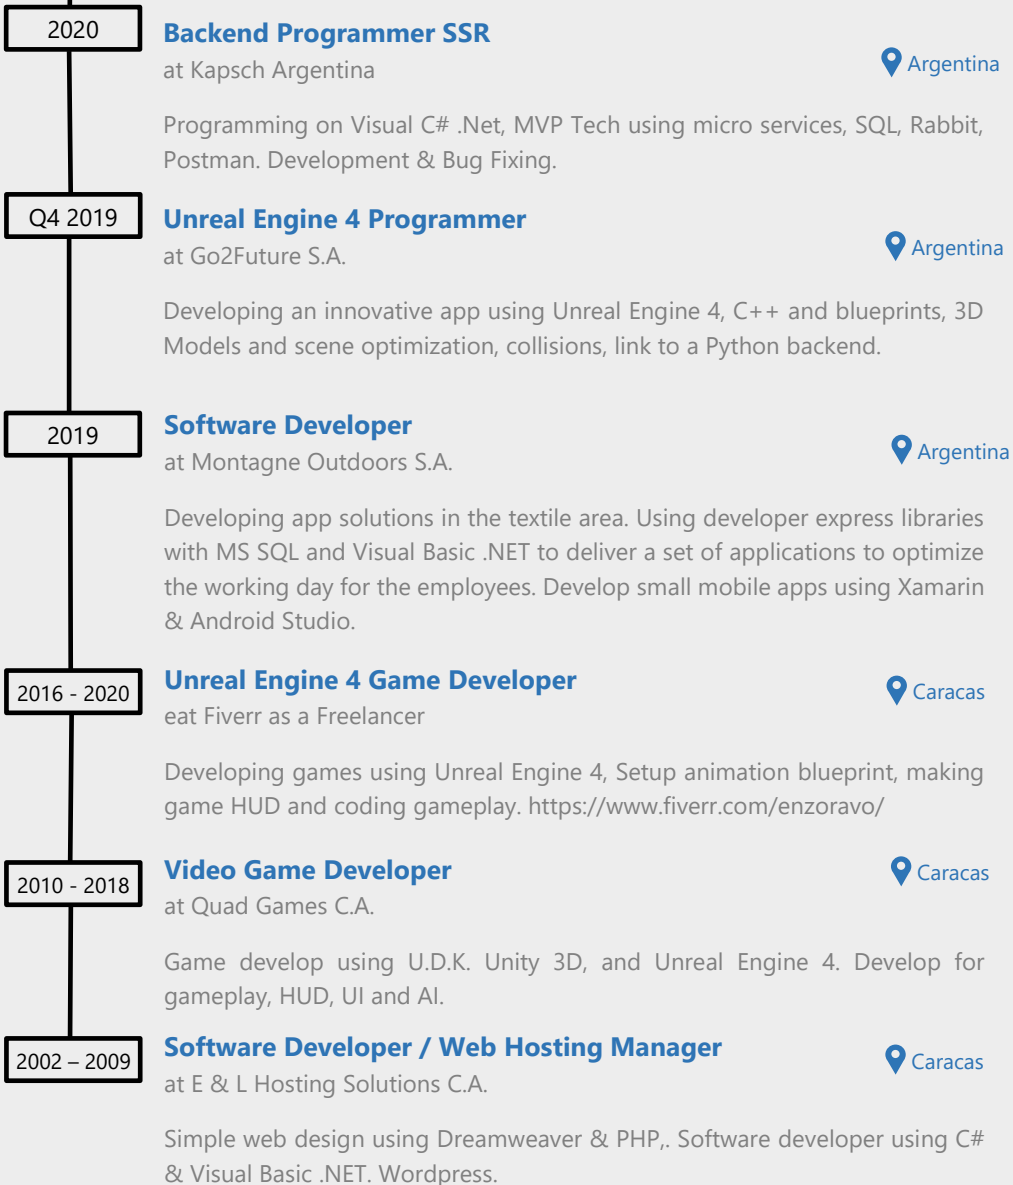 2020
Backend Programmer SSR
at Kapsch Argentina
Argentina
Programming on Visual C# .Net, MVP Tech using micro services, SQL, Rabbit,
Postman. Development & Bug Fixing.
Q4 2019
Unreal Engine 4 Programmer
at Go2Future S.A.
Argentina
Developing an innovative app using Unreal Engine 4, C++ and blueprints, 3D
Models and scene optimization, collisions, link to a Python backend.
2019
Software Developer
at Montagne Outdoors S.A.
Argentina
Developing app solutions in the textile area. Using developer express libraries
with MS SQL and Visual Basic .NET to deliver a set of applications to optimize
the working day for the employees. Develop small mobile apps using Xamarin
& Android Studio.
2016 - 2020
Unreal Engine 4 Game Developer
eat Fiverr as a Freelancer
Caracas
Developing games using Unreal Engine 4, Setup animation blueprint, making
game HUD and coding gameplay. https://www.fiverr.com/enzoravo/
2010 - 2018
Video Game Developer
at Quad Games C.A.
Caracas
Game develop using U.D.K. Unity 3D, and Unreal Engine 4. Develop for
gameplay, HUD, UI and AI.
2002 – 2009
Software Developer / Web Hosting Manager
at E & L Hosting Solutions C.A.
Caracas
Simple web design using Dreamweaver & PHP,. Software developer using C#
& Visual Basic .NET. Wordpress.